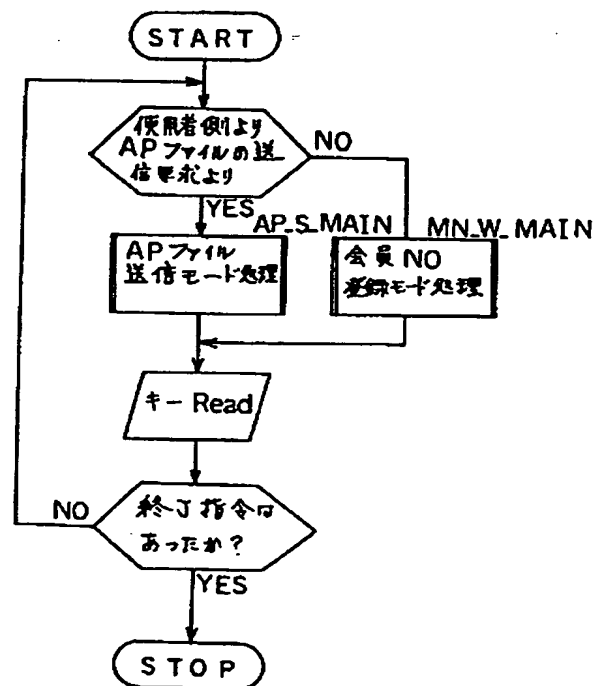 START
使用者側より
APファイルの送
信要求より
NO
YES
AP_S_MAIN
MN_W_MAIN
APファイル
送信モード処理
会員 NO
登録モード処理
キー Read
終了指令は
あったか?
NO
YES
STOP